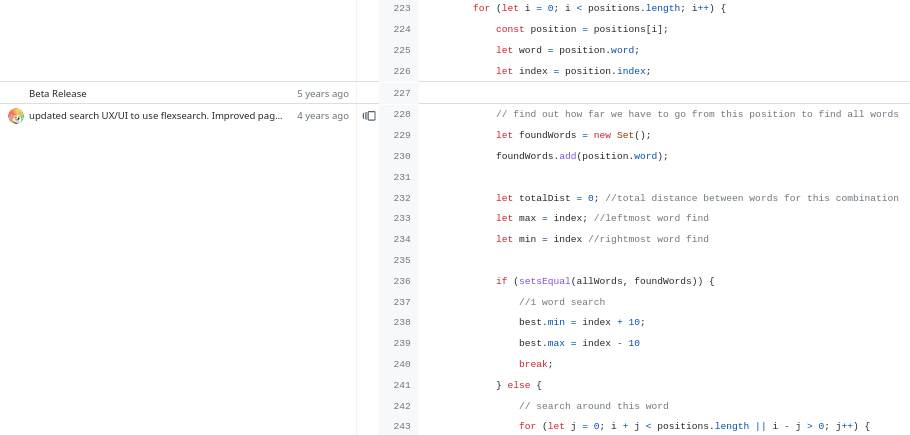 223 for (let i = 0; i < positions.length; i++) {
224 const position = positions[i];
225 let word = position.word;
226 let index = position.index;
Beta Release 5 years ago 227
updated search UX/UI to use flexsearch. Improved pag... 4 years ago 228 // find out how far we have to go from this position to find all words
229 let foundWords = new Set();
230 foundWords.add(position.word);
231
232 let totalDist = 0; //total distance between words for this combination
233 let max = index; //leftmost word find
234 let min = index //rightmost word find
235
236 if (setsEqual(allWords, foundWords)) {
237 //1 word search
238 best.min = index + 10;
239 best.max = index - 10
240 break;
241 } else {
242 // search around this word
243 for (let j = 0; i + j < positions.length || i - j > 0; j++) {